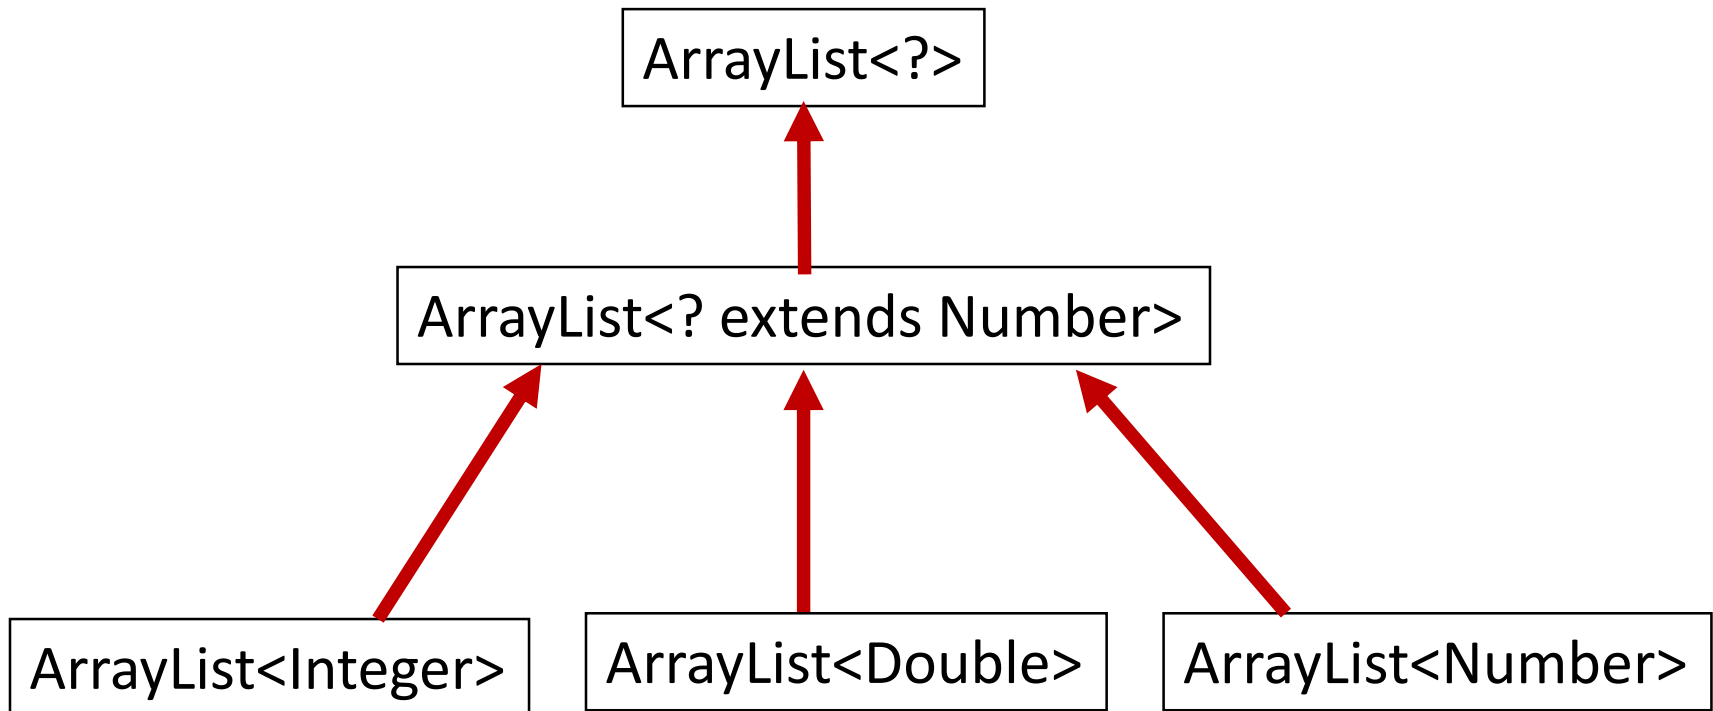 ArrayList<?>
ArrayList<? extends Number>
ArrayList<Integer>
ArrayList<Double>
ArrayList<Number>